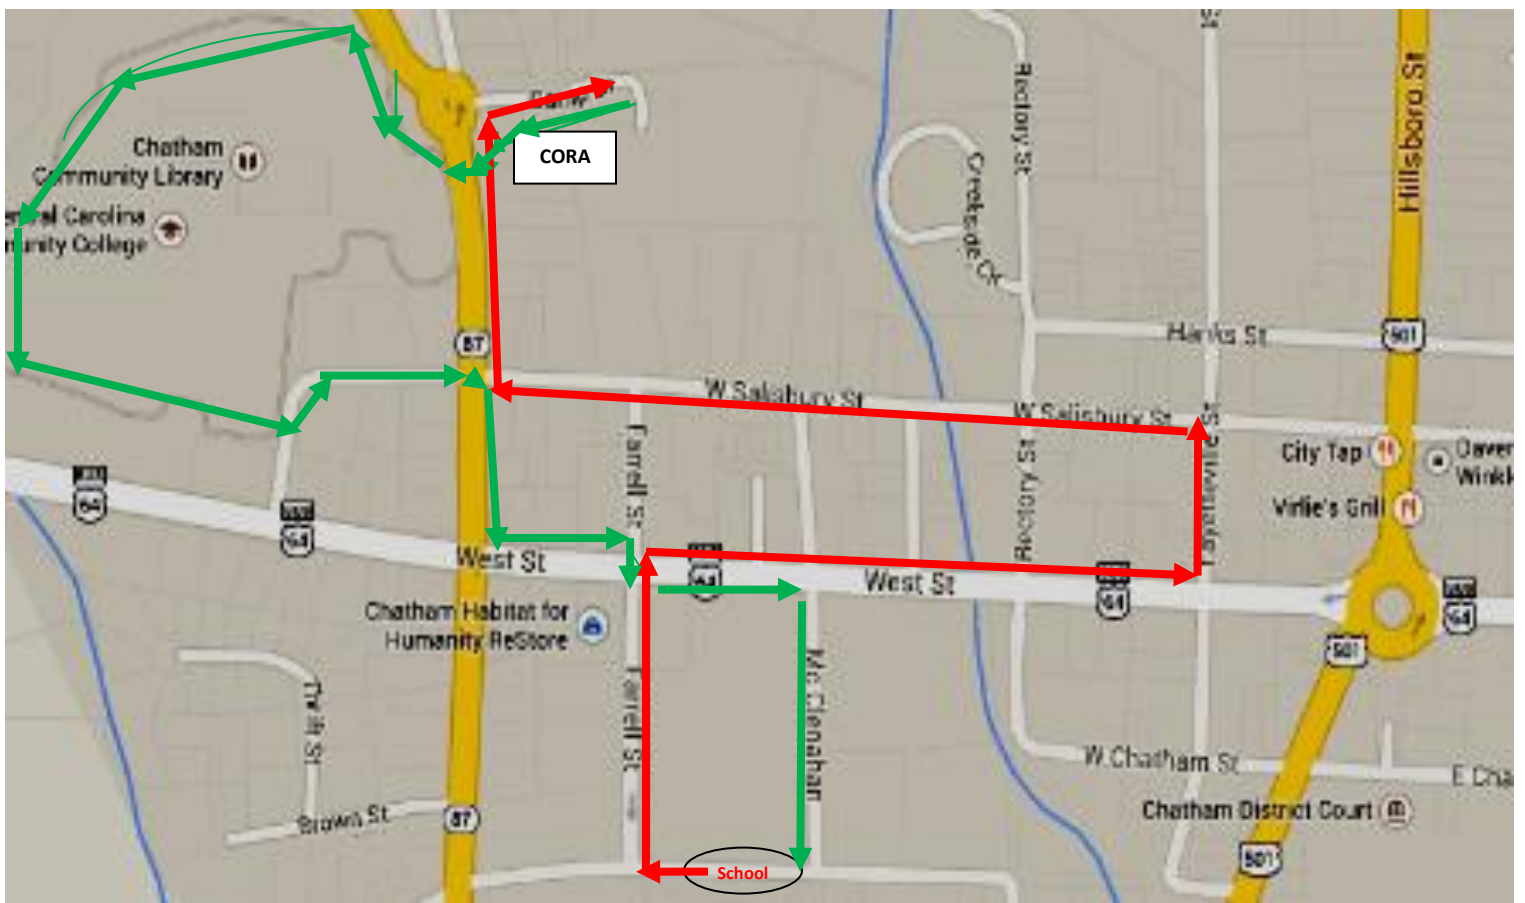 Hillsboro St
Rectory St
CORA
Chatham
Community Library
Central Carolina
munity College
Creekside Cir
87
Hanks St
501
W Salisbury St
W Salisbury St
Farrell St
Rectory St
City Tap
64
Virlie's Grill
64
West St
64
West St
64
64
Chatham Habitat for
Humanity ReStore
501
Farrell St
Mc Clenahan
W Chatham St
E Cha
Brown St
87
Chatham District Court
501
School